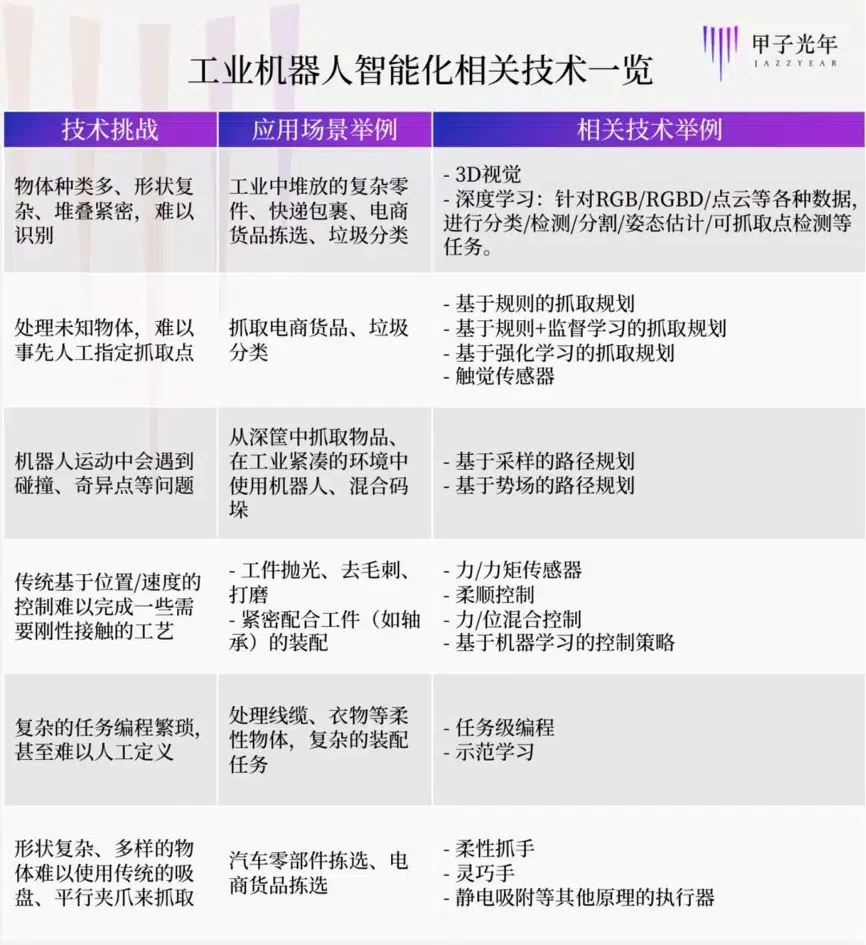 甲子光年
JAZZYEAR
工业机器人智能化相关技术一览
技术挑战
应用场景举例
相关技术举例
物体种类多、形状复
杂、堆叠紧密，难以
识别
工业中堆放的复杂零
件、快递包裹、电商
货品拣选、垃圾分类
- 3D视觉
- 深度学习：针对RGB/RGBD/点云等各种数据，
进行分类/检测/分割/姿态估计/可抓取点检测等
任务。
处理未知物体，难以
事先人工指定抓取点
抓取电商货品、垃圾
分类
- 基于规则的抓取规划
- 基于规则+监督学习的抓取规划
- 基于强化学习的抓取规划
- 触觉传感器
机器人运动中会遇到
碰撞、奇异点等问题
从深筐中抓取物品、
在工业紧凑的环境中
使用机器人、混合码
垛
- 基于采样的路径规划
- 基于势场的路径规划
传统基于位置/速度的
控制难以完成一些需
要刚性接触的工艺
- 工件抛光、去毛刺、
打磨
- 紧密配合工件（如轴
承）的装配
- 力/力矩传感器
- 柔顺控制
- 力/位混合控制
- 基于机器学习的控制策略
复杂的任务编程繁琐，
甚至难以人工定义
处理线缆、衣物等柔
性物体，复杂的装配
任务
- 任务级编程
- 示范学习
形状复杂、多样的物
体难以使用传统的吸
盘、平行夹爪来抓取
汽车零部件拣选、电
商货品拣选
- 柔性抓手
- 灵巧手
- 静电吸附等其他原理的执行器